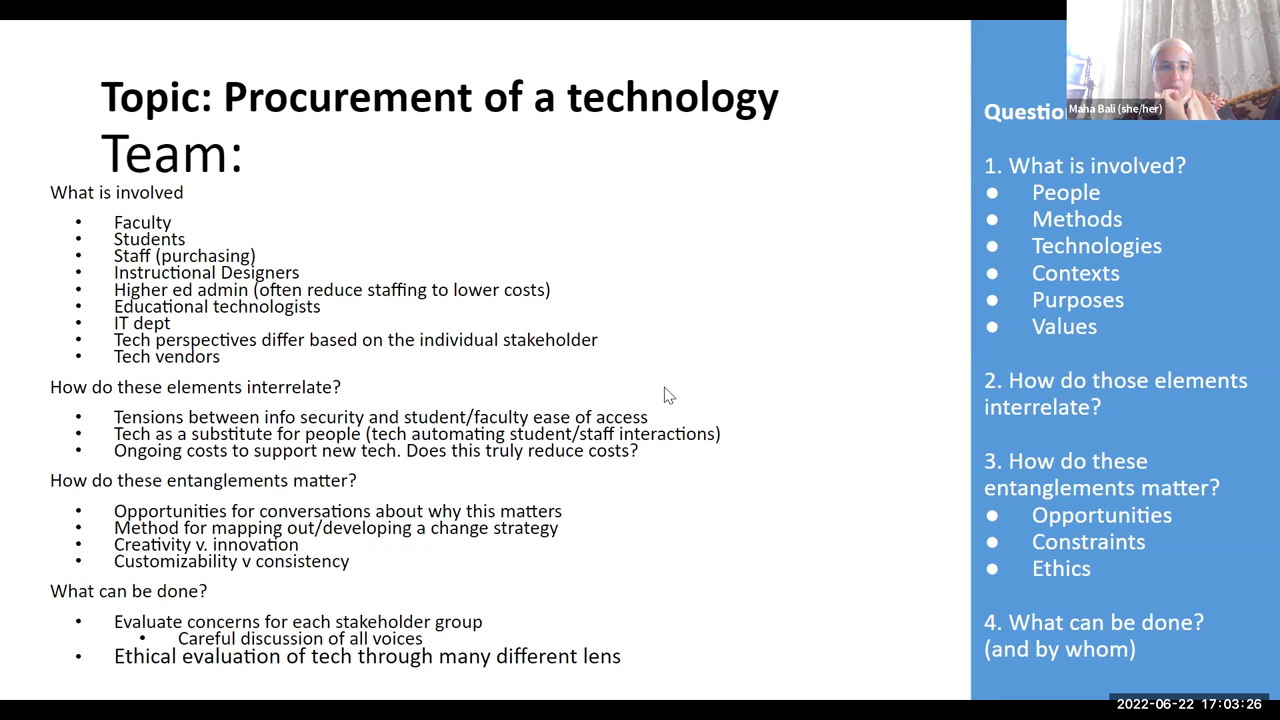 Topic: Procurement of a technology
Team:
What is involved
• Faculty
• Students
• Staff (purchasing)
• Instructional Designers
• Higher ed admin (often reduce staffing to lower costs)
• Educational technologists
• IT dept
• Tech perspectives differ based on the individual stakeholder
• Tech vendors
How do these elements interrelate?
• Tensions between info security and student/faculty ease of access
• Tech as a substitute for people (tech automating student/staff interactions)
• Ongoing costs to support new tech. Does this truly reduce costs?
How do these entanglements matter?
• Opportunities for conversations about why this matters
• Method for mapping out/developing a change strategy
• Creativity v. innovation
• Customizability v consistency
What can be done?
• Evaluate concerns for each stakeholder group
• Careful discussion of all voices
• Ethical evaluation of tech through many different lens
Maha Bali (she/her)
1. What is involved?
● People
● Methods
● Technologies
● Contexts
● Purposes
● Values
2. How do those elements
interrelate?
3. How do these
entanglements matter?
● Opportunities
● Constraints
● Ethics
4. What can be done?
(and by whom)
2022-06-22 17:03:26